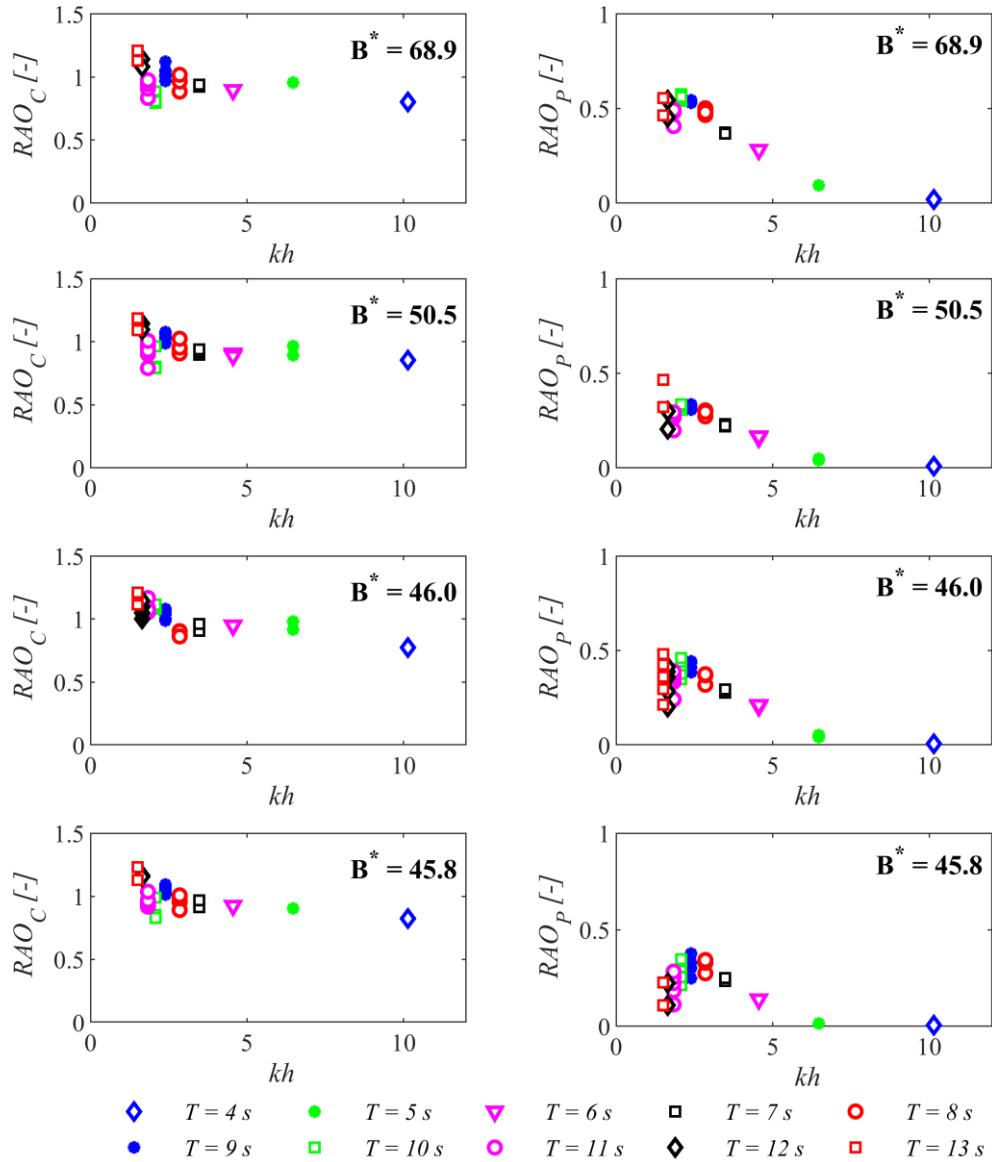 1.5
1
0.5
0
RAO_C [-]
B* = 68.9
0 5 10
kh
1
0.5
0
RAO_P [-]
B* = 68.9
0 5 10
kh
1.5
1
0.5
0
RAO_C [-]
B* = 50.5
0 5 10
kh
1
0.5
0
RAO_P [-]
B* = 50.5
0 5 10
kh
1.5
1
0.5
0
RAO_C [-]
B* = 46.0
0 5 10
kh
1
0.5
0
RAO_P [-]
B* = 46.0
0 5 10
kh
1.5
1
0.5
0
RAO_C [-]
B* = 45.8
0 5 10
kh
1
0.5
0
RAO_P [-]
B* = 45.8
0 5 10
kh
T = 4 s T = 5 s T = 6 s T = 7 s T = 8 s
T = 9 s T = 10 s T = 11 s T = 12 s T = 13 s